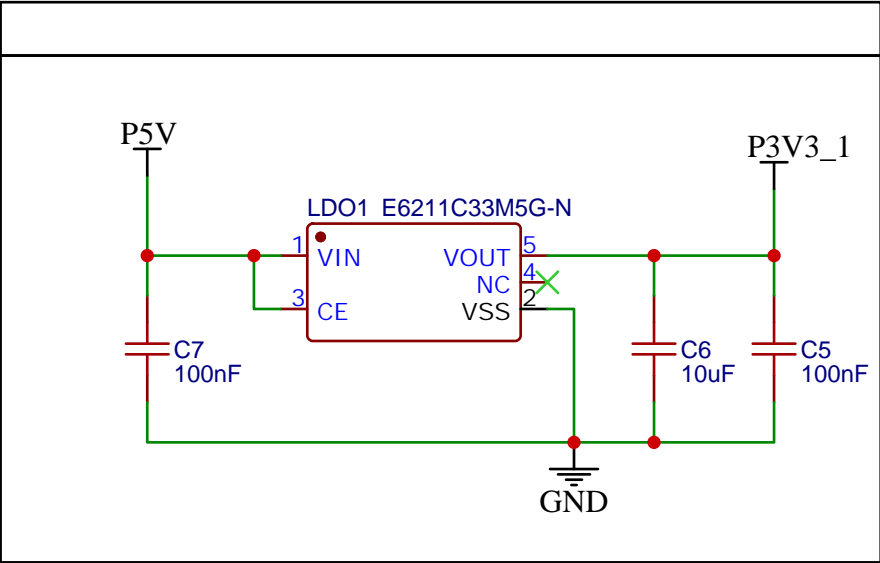 P5V
P3V3_1
LDO1 E6211C33M5G-N
1 VIN VOUT 5
NC 4
3 CE VSS 2
C7
100nF
C6
10uF
C5
100nF
GND